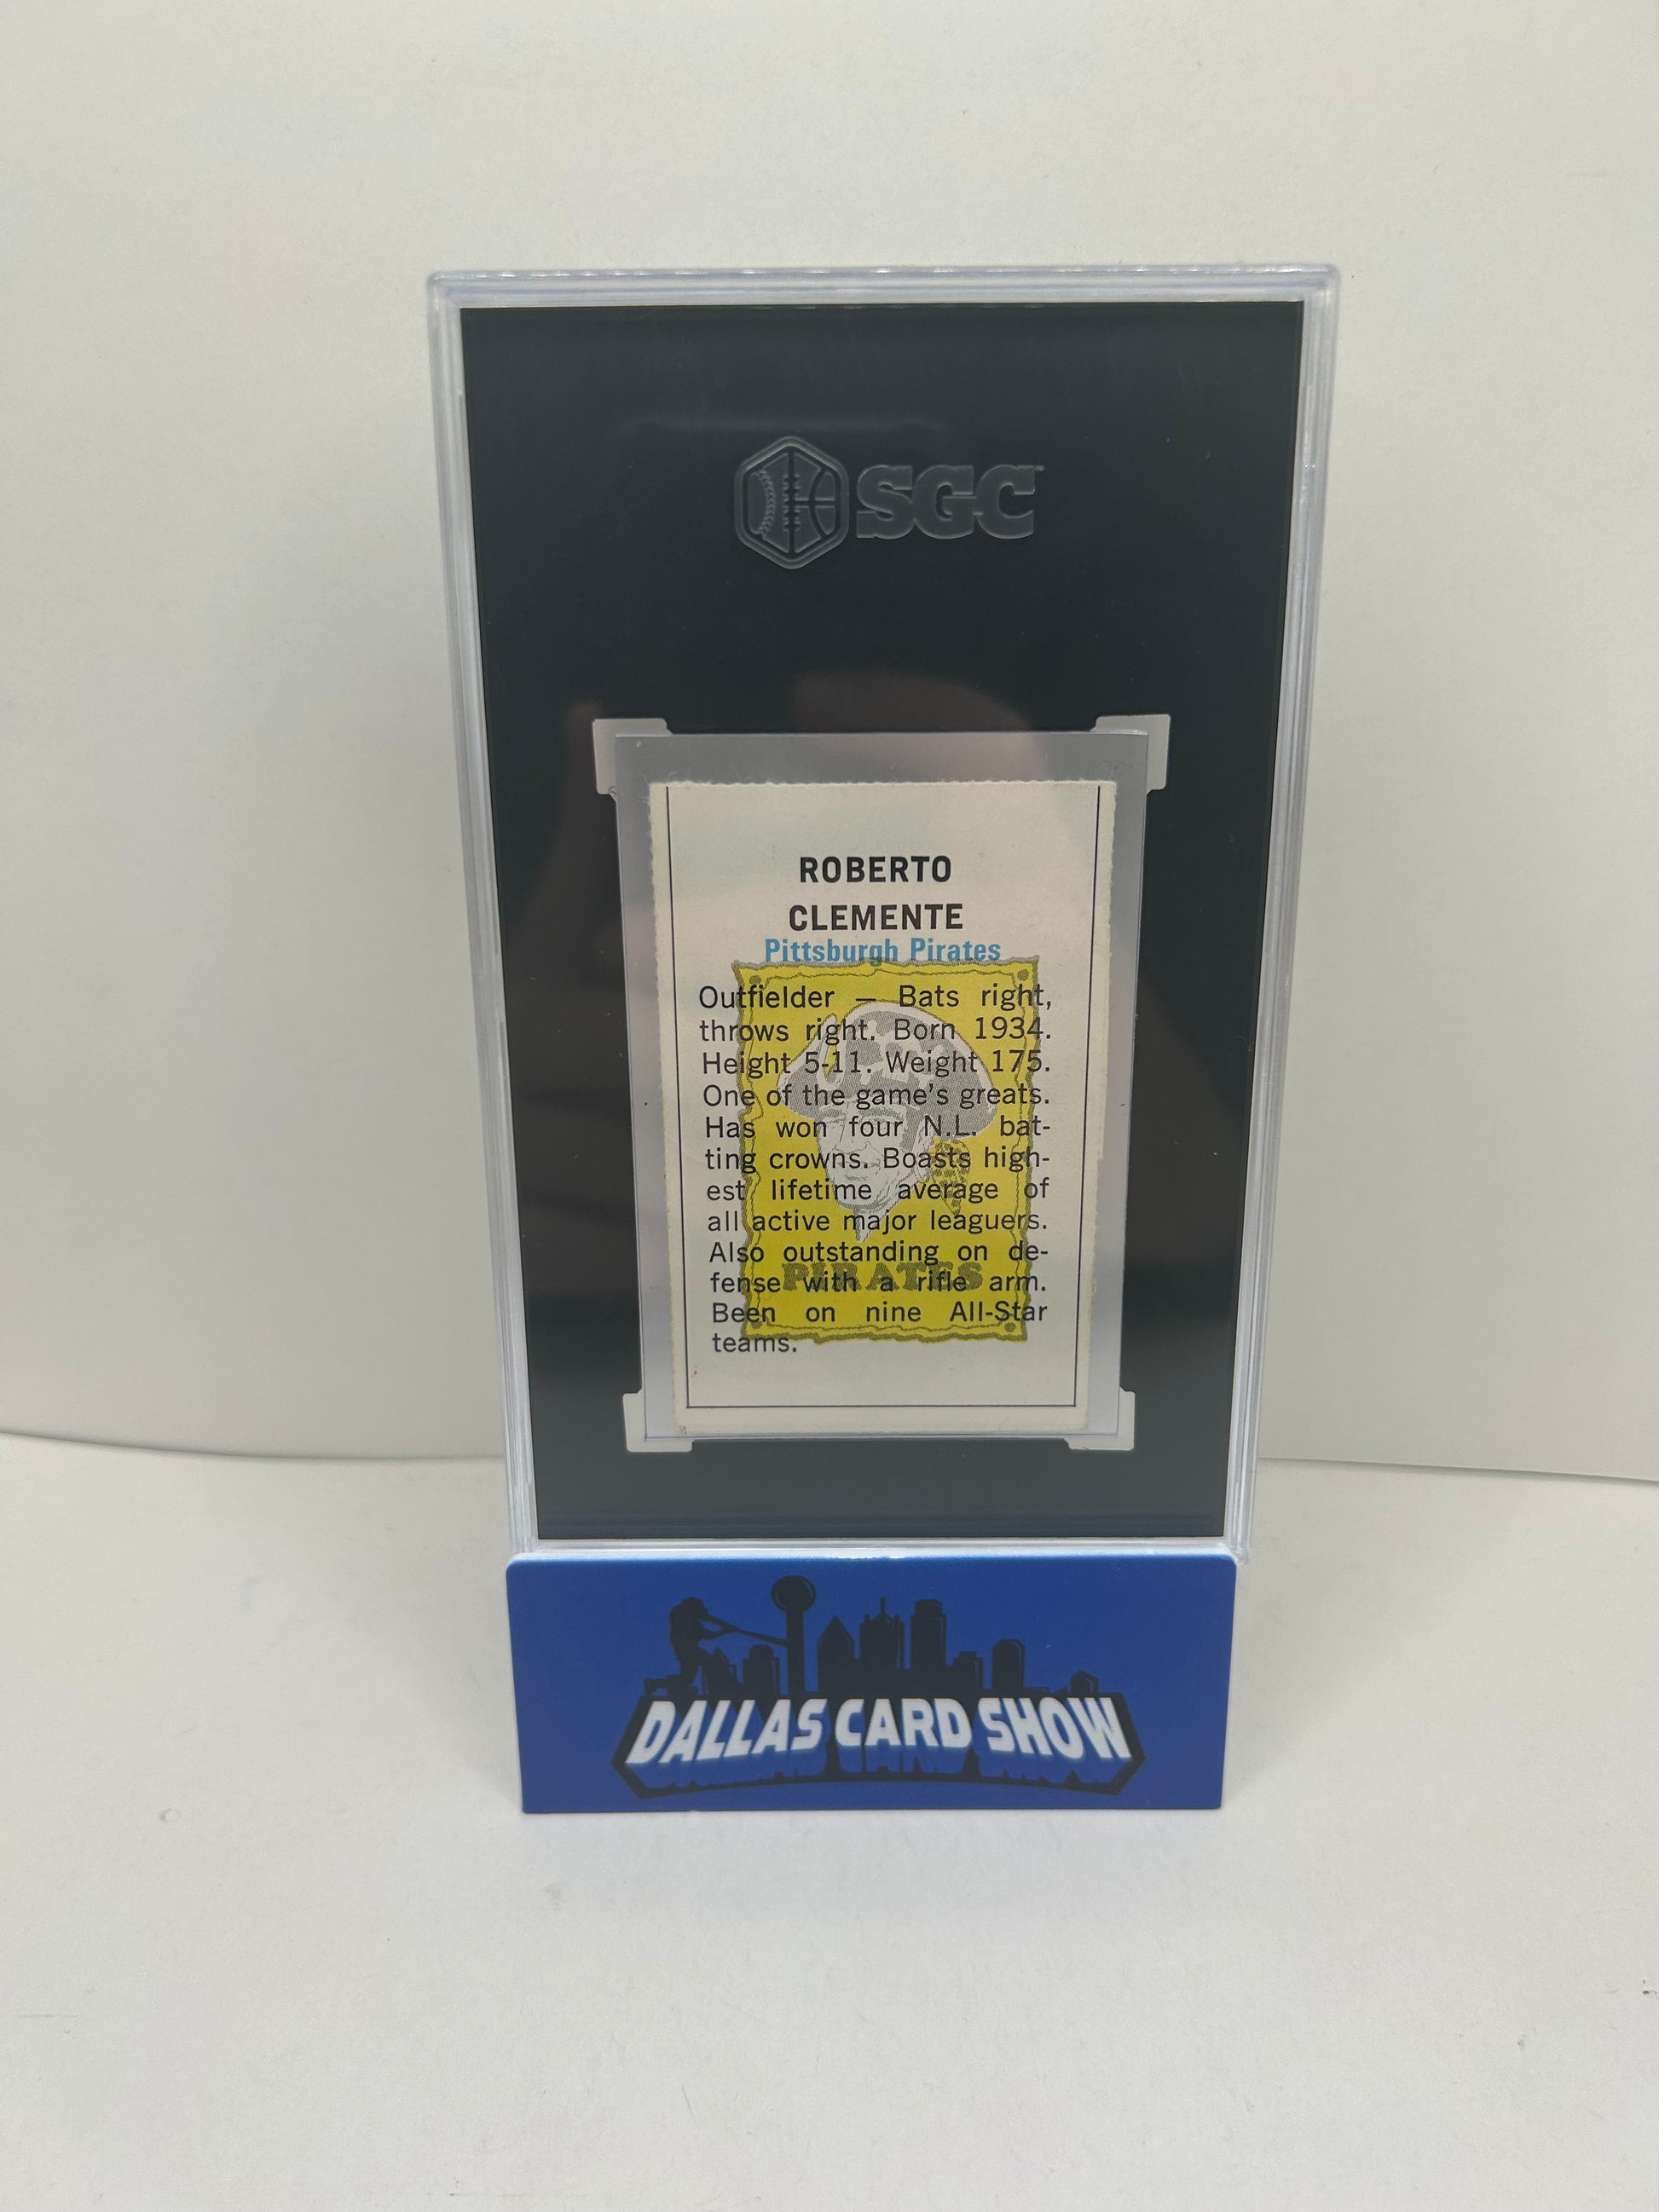 SGC
ROBERTO
CLEMENTE
Pittsburgh Pirates
Outfielder — Bats right,
throws right. Born 1934.
Height 5-11. Weight 175.
One of the game's greats.
Has won four N.L. bat-
ting crowns. Boasts high-
est lifetime average of
all active major leaguers.
Also outstanding on de-
fense with a rifle arm.
PIRATES
Been on nine All-Star
teams.
DALLAS CARD SHOW